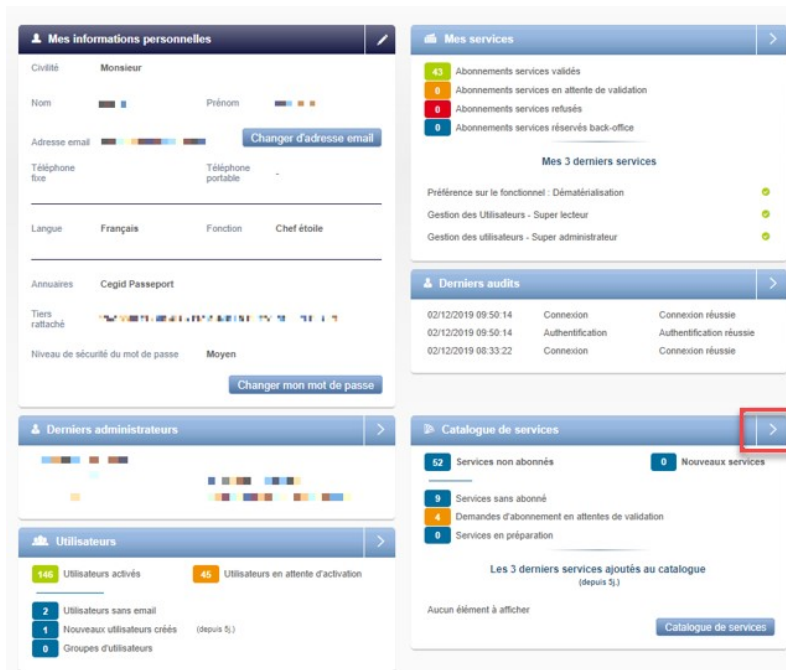 Mes informations personnelles
Civilité Monsieur
Nom Prénom
Adresse email Changer d'adresse email
Téléphone fixe Téléphone portable -
Langue Français Fonction Chef étoile
Annuaires Cegid Passeport
Tiers rattaché
Niveau de sécurité du mot de passe Moyen
Changer mon mot de passe
Derniers administrateurs
Utilisateurs
146 Utilisateurs activés 45 Utilisateurs en attente d'activation
2 Utilisateurs sans email
1 Nouveaux utilisateurs créés (depuis 5j.)
0 Groupes d'utilisateurs
Mes services
43 Abonnements services validés
0 Abonnements services en attente de validation
0 Abonnements services refusés
0 Abonnements services réservés back-office
Mes 3 derniers services
Préférence sur le fonctionnel : Dématérialisation
Gestion des Utilisateurs - Super lecteur
Gestion des utilisateurs - Super administrateur
Derniers audits
02/12/2019 09:50:14 Connexion Connexion réussie
02/12/2019 09:50:14 Authentification Authentification réussie
02/12/2019 08:33:22 Connexion Connexion réussie
Catalogue de services
52 Services non abonnés 0 Nouveaux services
9 Services sans abonné
4 Demandes d'abonnement en attentes de validation
0 Services en préparation
Les 3 derniers services ajoutés au catalogue
(depuis 5j.)
Aucun élément à afficher
Catalogue de services